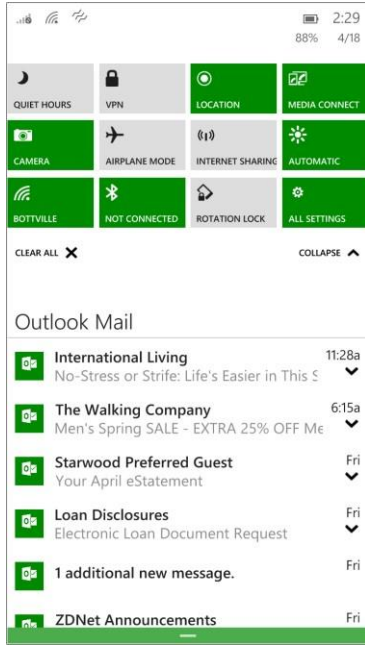 2:29
88% 4/18
QUIET HOURS VPN LOCATION MEDIA CONNECT
CAMERA AIRPLANE MODE INTERNET SHARING AUTOMATIC
BOTTVILLE NOT CONNECTED ROTATION LOCK ALL SETTINGS
CLEAR ALL COLLAPSE
Outlook Mail
International Living 11:28a
No-Stress or Strife: Life's Easier in This S
The Walking Company 6:15a
Men's Spring SALE - EXTRA 25% OFF Me
Starwood Preferred Guest Fri
Your April eStatement
Loan Disclosures Fri
Electronic Loan Document Request
1 additional new message. Fri
ZDNet Announcements Fri